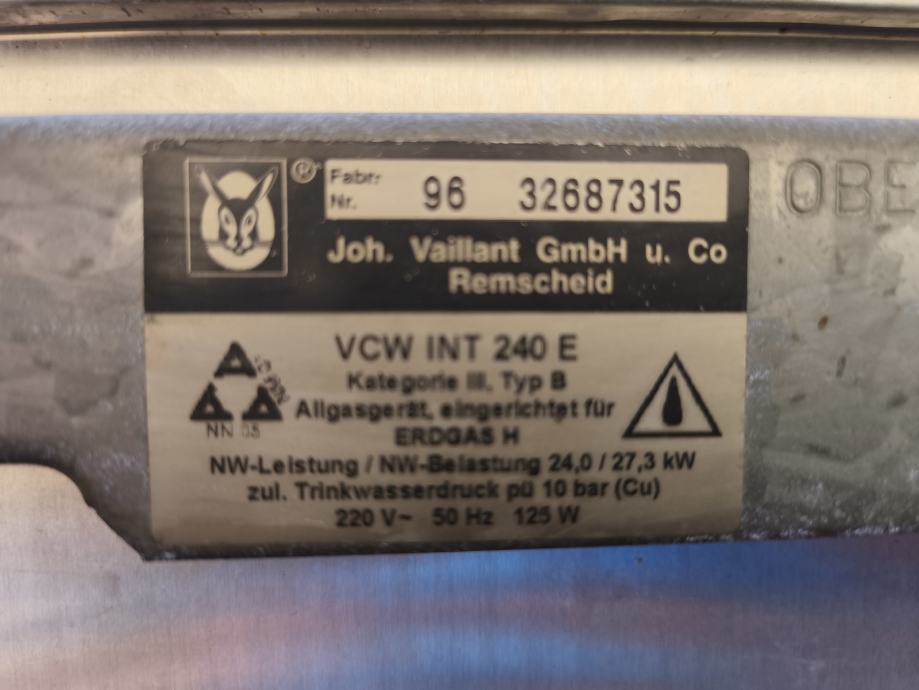 ®
Fabr.-
Nr. 96 32687315
OBE
Joh. Vaillant GmbH u. Co
Remscheid
VCW INT 240 E
Kategorie III, Typ B
Allgasgerät, eingerichtet für
ERDGAS H
NW-Leistung / NW-Belastung 24,0 / 27,3 kW
zul. Trinkwasserdruck pü 10 bar (Cu)
220 V~ 50 Hz 125 W